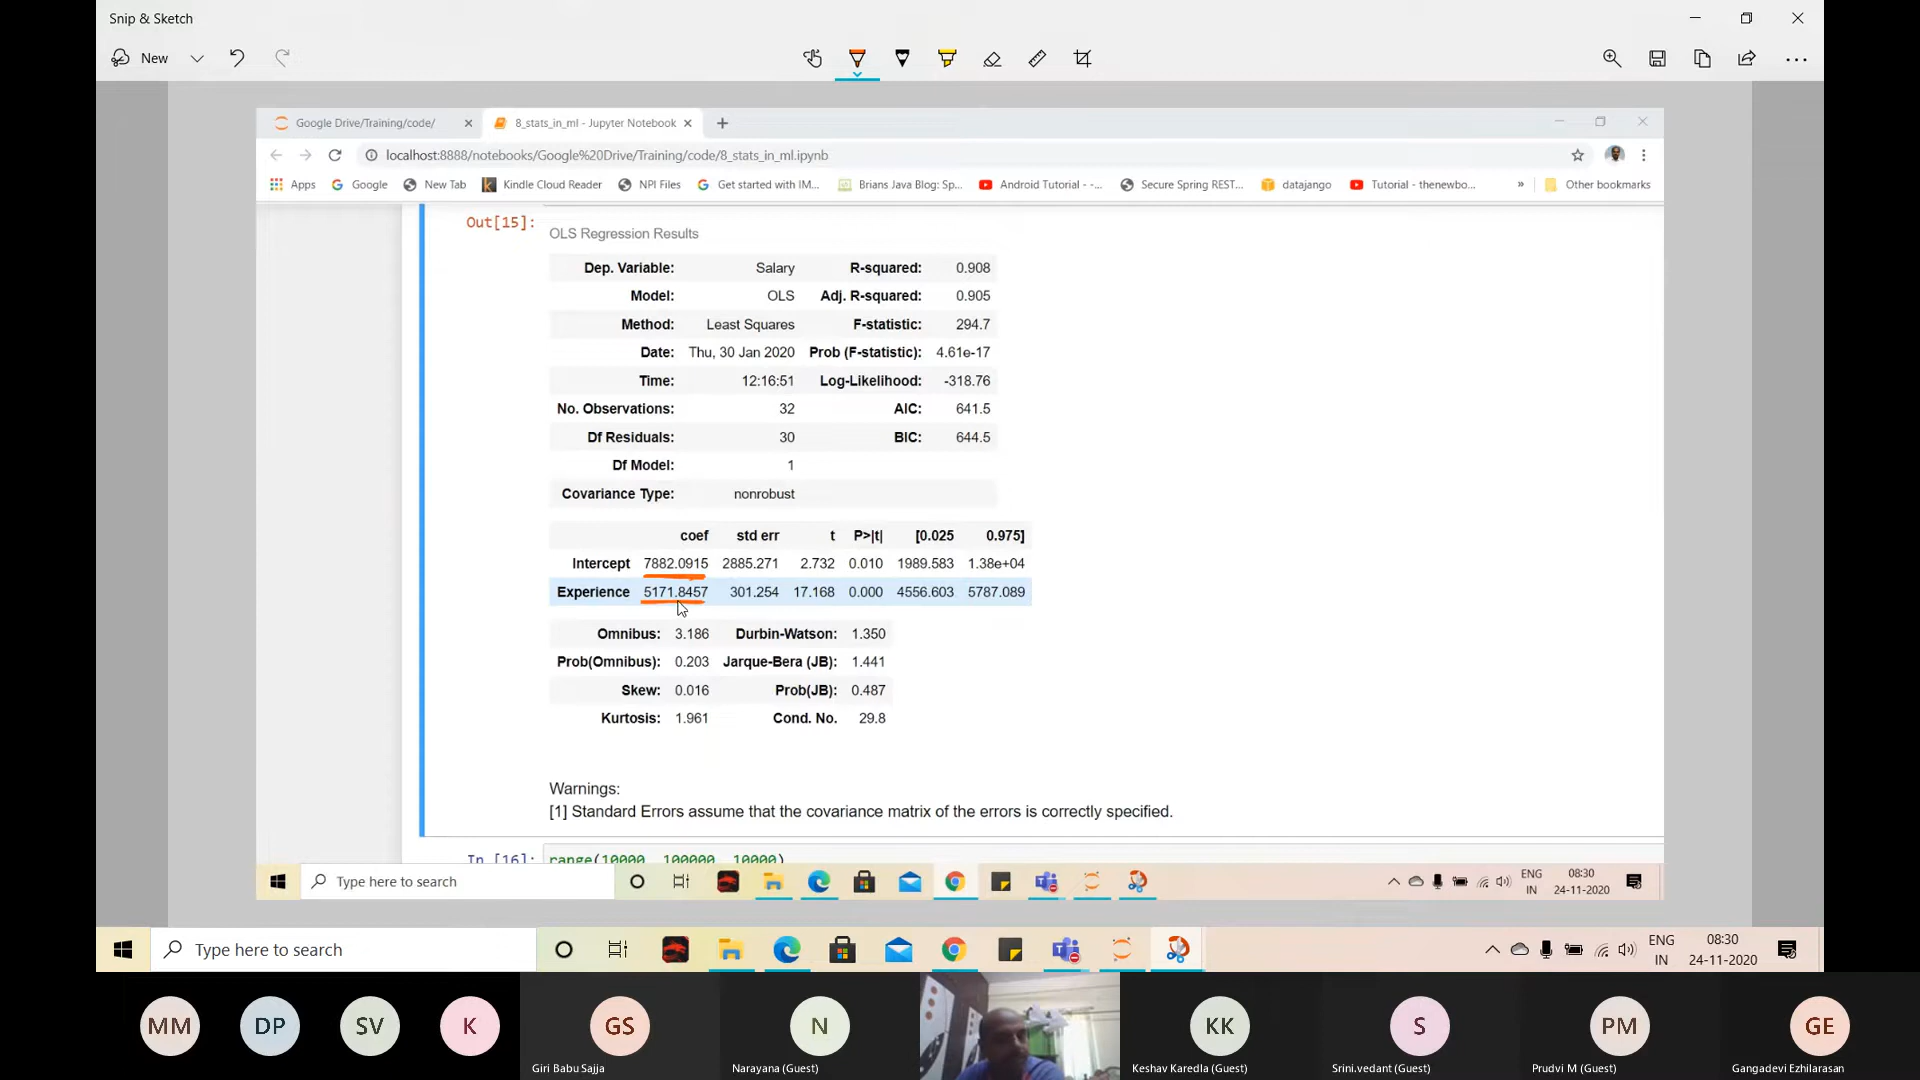 Snip & Sketch
New
Google Drive/Training/code/
8_stats_in_ml - Jupyter Notebook
localhost:8888/notebooks/Google%20Drive/Training/code/8_stats_in_ml.ipynb
Apps Google New Tab Kindle Cloud Reader NPI Files Get started with IM... Brians Java Blog: Sp... Android Tutorial - -... Secure Spring REST... datajango Tutorial - thenewbo... » Other bookmarks
Out[15]:
OLS Regression Results
Dep. Variable: Salary R-squared: 0.908
Model: OLS Adj. R-squared: 0.905
Method: Least Squares F-statistic: 294.7
Date: Thu, 30 Jan 2020 Prob (F-statistic): 4.61e-17
Time: 12:16:51 Log-Likelihood: -318.76
No. Observations: 32 AIC: 641.5
Df Residuals: 30 BIC: 644.5
Df Model: 1
Covariance Type: nonrobust
coef std err t P>|t| [0.025 0.975]
Intercept 7882.0915 2885.271 2.732 0.010 1989.583 1.38e+04
Experience 5171.8457 301.254 17.168 0.000 4556.603 5787.089
Omnibus: 3.186 Durbin-Watson: 1.350
Prob(Omnibus): 0.203 Jarque-Bera (JB): 1.441
Skew: 0.016 Prob(JB): 0.487
Kurtosis: 1.961 Cond. No. 29.8
Warnings:
[1] Standard Errors assume that the covariance matrix of the errors is correctly specified.
In [16]: range(10000, 100000, 10000)
Type here to search
ENG
IN
08:30
24-11-2020
Type here to search
ENG
IN
08:30
24-11-2020
MM DP SV K GS N KK S PM GE
Giri Babu Sajja Narayana (Guest) Keshav Karedla (Guest) Srini.vedant (Guest) Prudvi M (Guest) Gangadevi Ezhilarasan